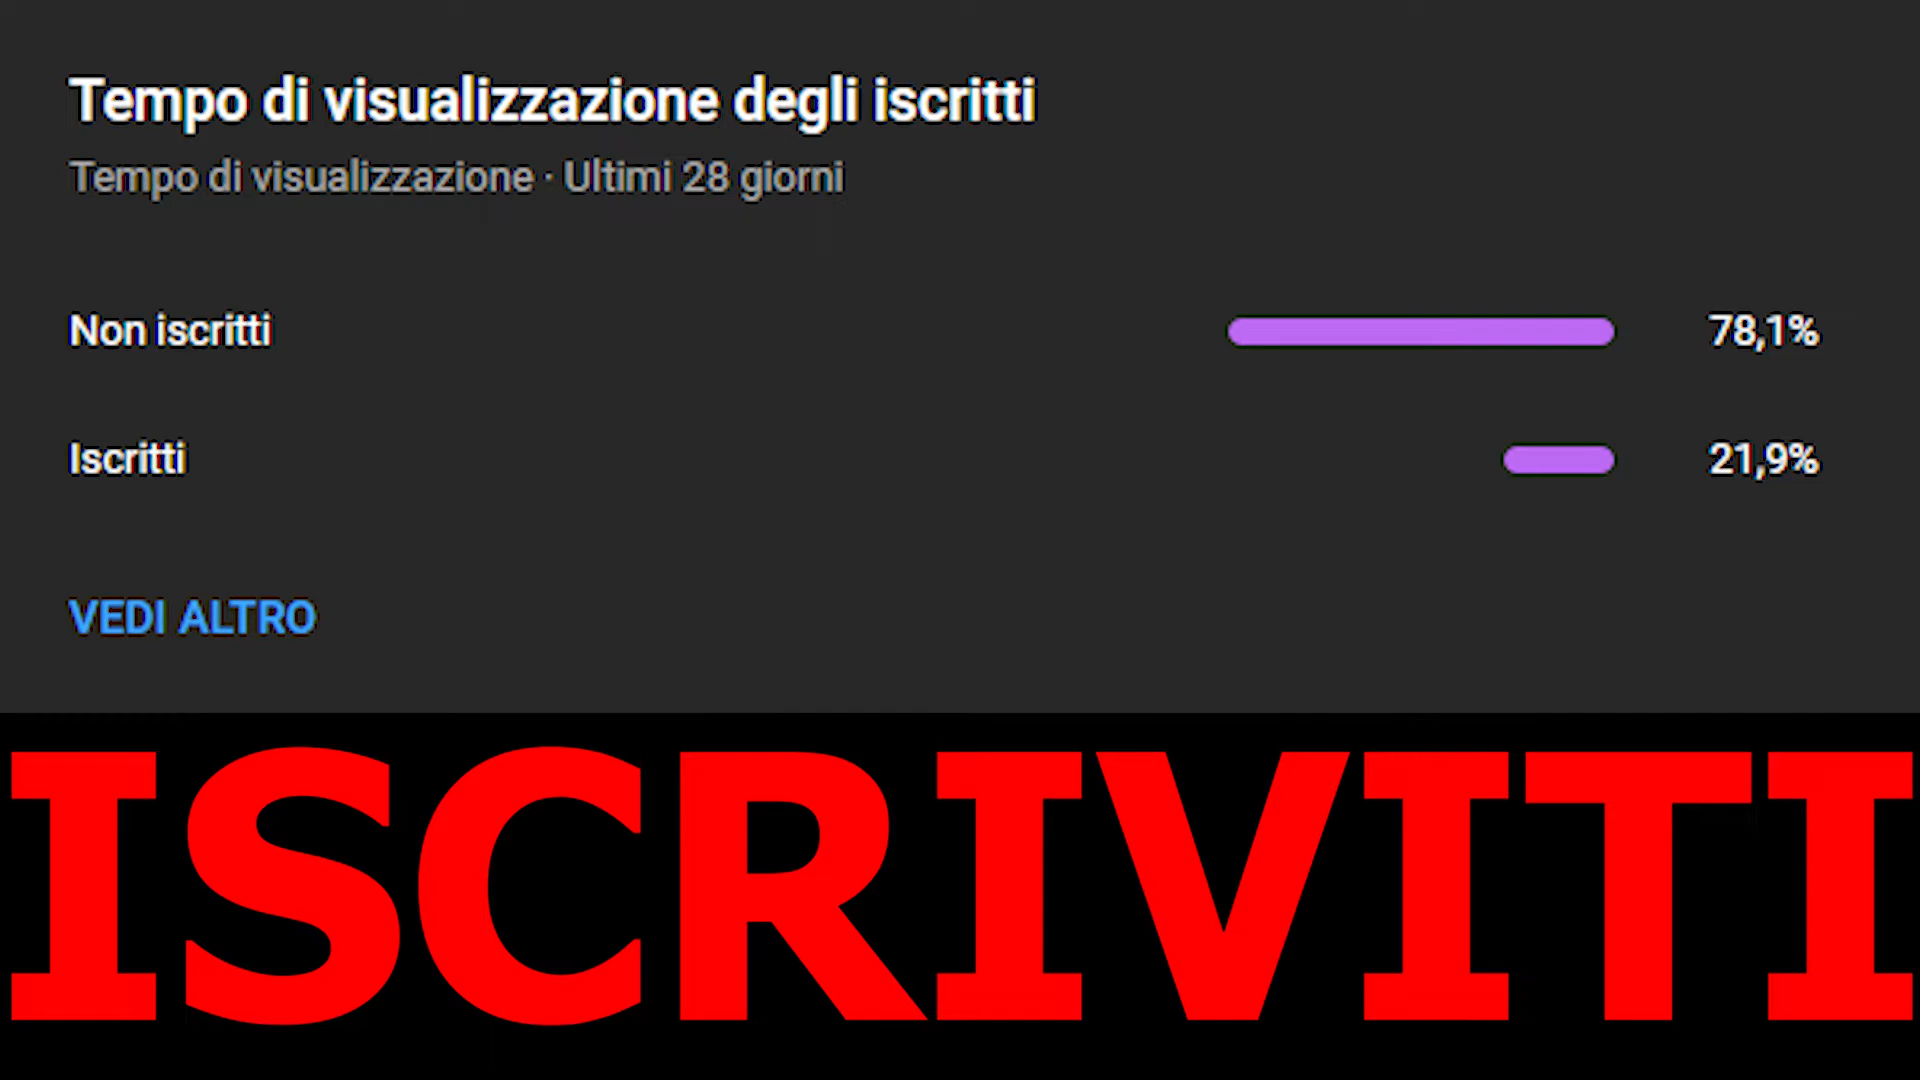 Tempo di visualizzazione degli iscritti
Tempo di visualizzazione · Ultimi 28 giorni
Non iscritti 78,1%
Iscritti 21,9%
VEDI ALTRO
ISCRIVITI